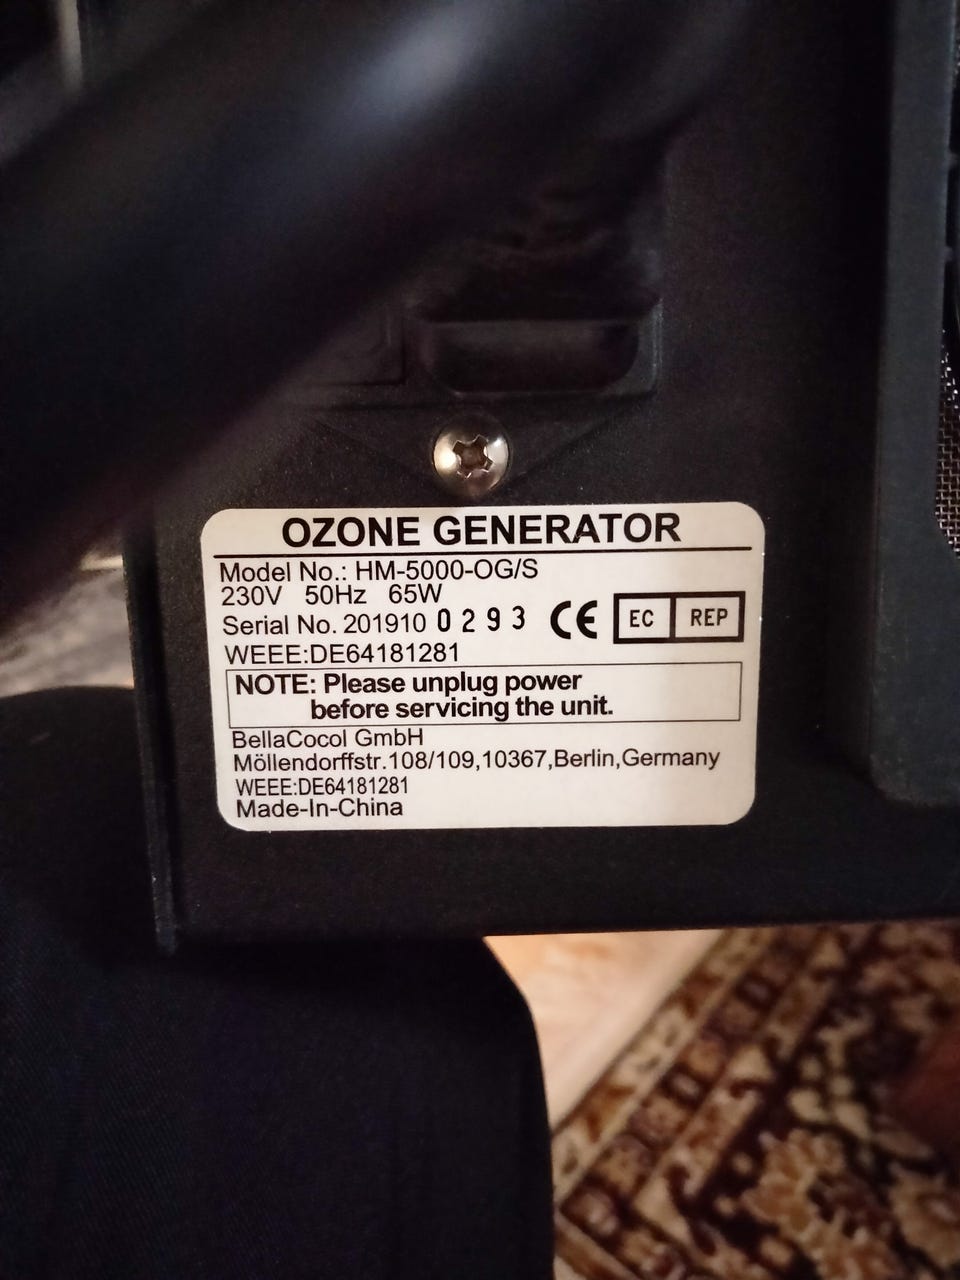 OZONE GENERATOR
Model No.: HM-5000-OG/S
230V 50Hz 65W
Serial No. 201910 0293 CE EC REP
WEEE:DE64181281
NOTE: Please unplug power
before servicing the unit.
BellaCocol GmbH
Möllendorffstr.108/109,10367,Berlin,Germany
WEEE:DE64181281
Made-In-China